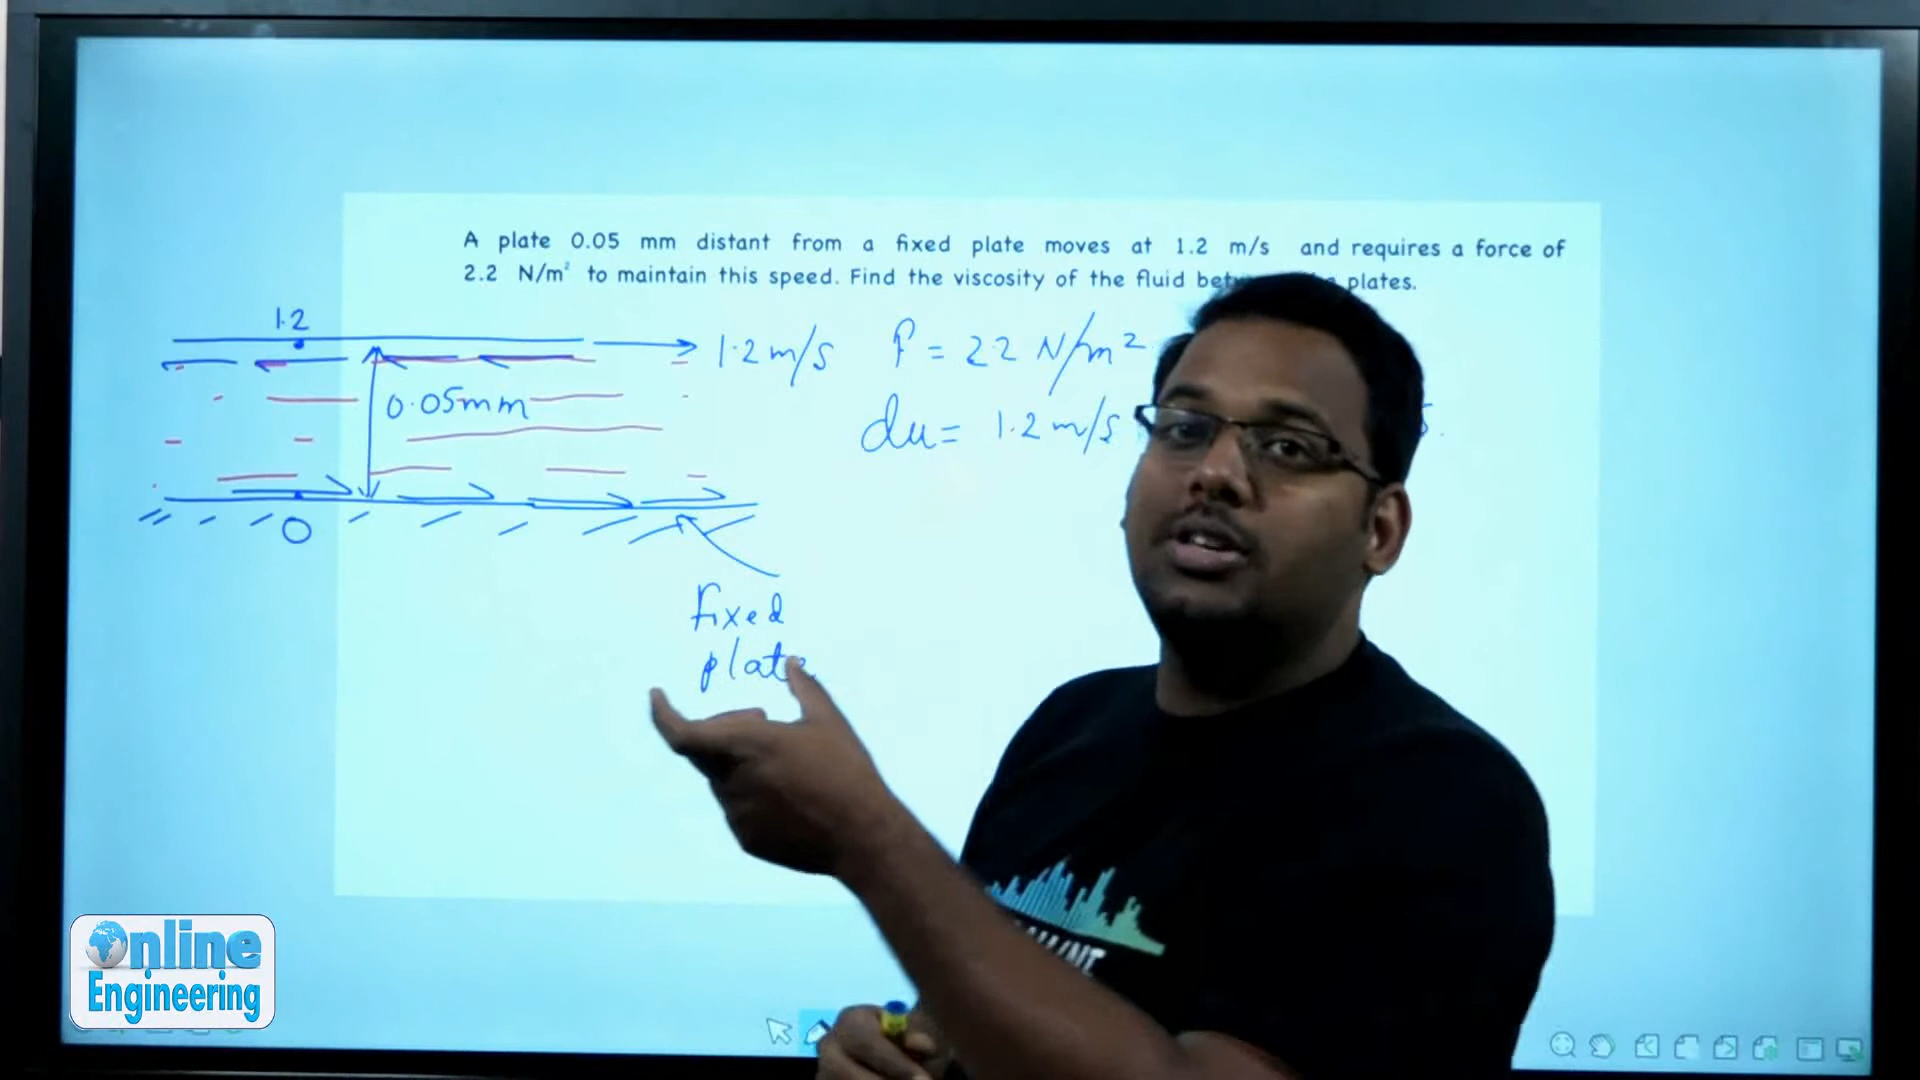 A plate 0.05 mm distant from a fixed plate moves at 1.2 m/s and requires a force of
2.2 N/m² to maintain this speed. Find the viscosity of the fluid plates.
1.2
1.2 m/s
F = 2.2 N/m²
0.05mm
du = 1.2 m/s
0
Fixed
plate
Online
Engineering